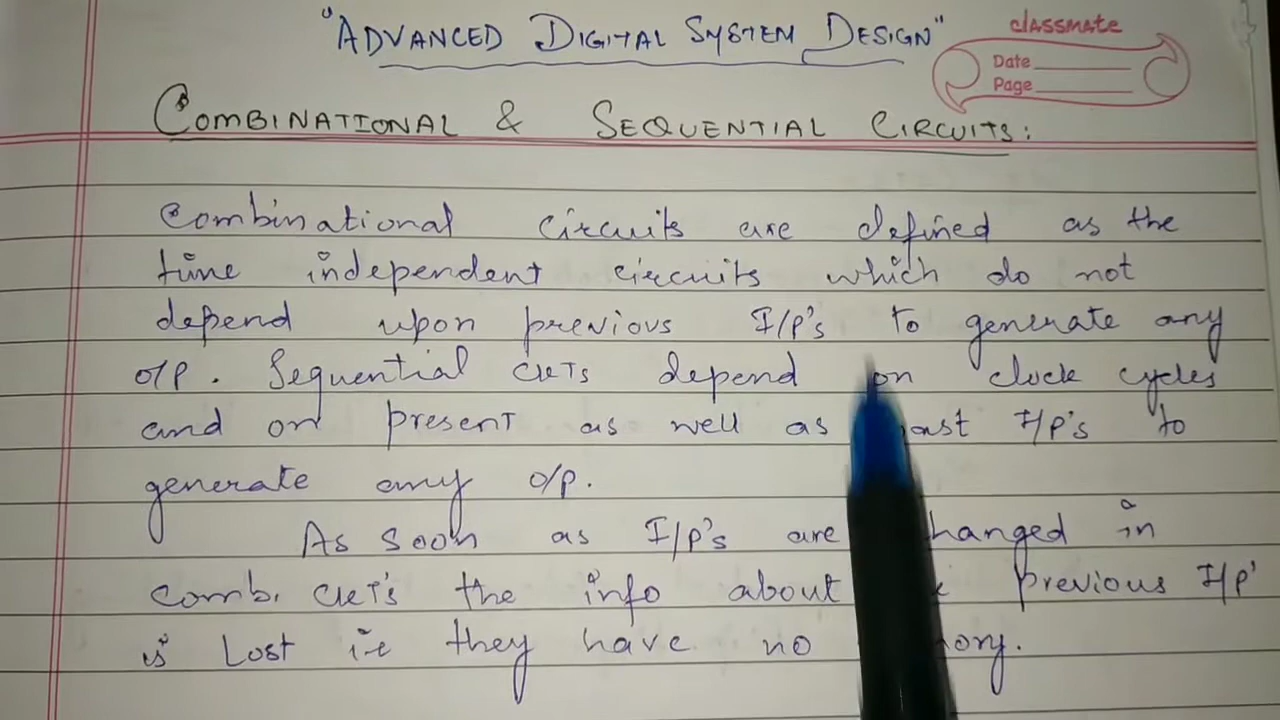 "ADVANCED DIGITAL SYSTEM DESIGN"
classmate
Date
Page
COMBINATIONAL & SEQUENTIAL CIRCUITS:
Combinational circuits are defined as the
time independent circuits which do not
depend upon previous I/P's to generate any
O/P. Sequential CKTS depend on clock cycles
and on present as well as I/P's to
generate any O/P.
As soon as I/P's are in
comb. CKT's the info about previous I/P'
is Lost i.e they have no